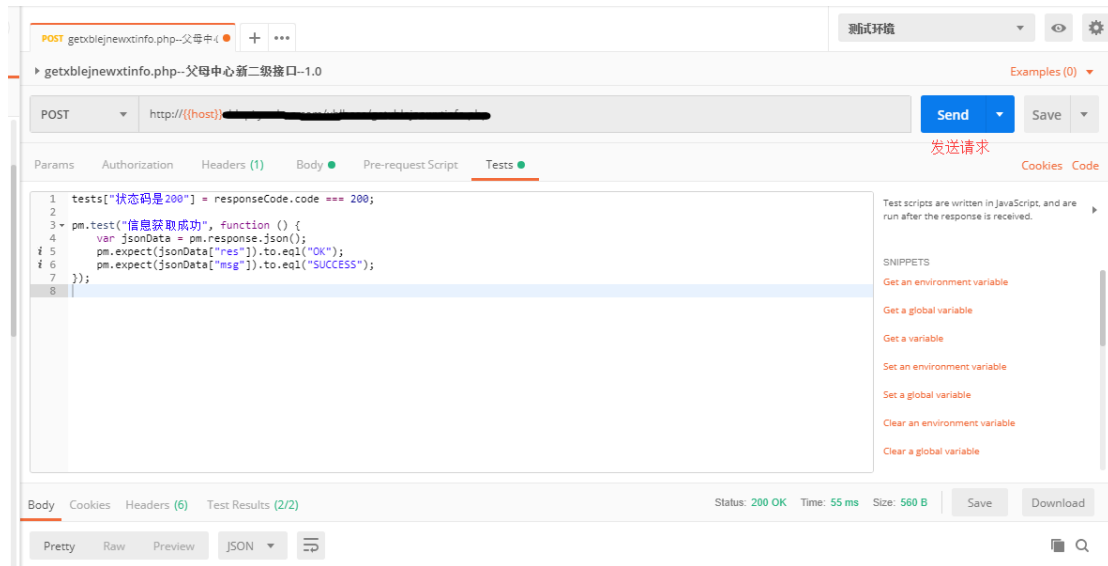 POST getxblejnewxtinfo.php--父母中 + •••
测试环境
getxblejnewxtinfo.php--父母中心新二级接口--1.0
Examples (0)
POST http://{{host}}
Send Save
发送请求
Params Authorization Headers (1) Body Pre-request Script Tests
Cookies Code
1 tests["状态码是200"] = responseCode.code === 200;
2
3 pm.test("信息获取成功", function () {
4 var jsonData = pm.response.json();
i 5 pm.expect(jsonData["res"]).to.eql("OK");
i 6 pm.expect(jsonData["msg"]).to.eql("SUCCESS");
7 });
8
Test scripts are written in JavaScript, and are
run after the response is received.
SNIPPETS
Get an environment variable
Get a global variable
Get a variable
Set an environment variable
Set a global variable
Clear an environment variable
Clear a global variable
Body Cookies Headers (6) Test Results (2/2)
Status: 200 OK Time: 55 ms Size: 560 B Save Download
Pretty Raw Preview JSON